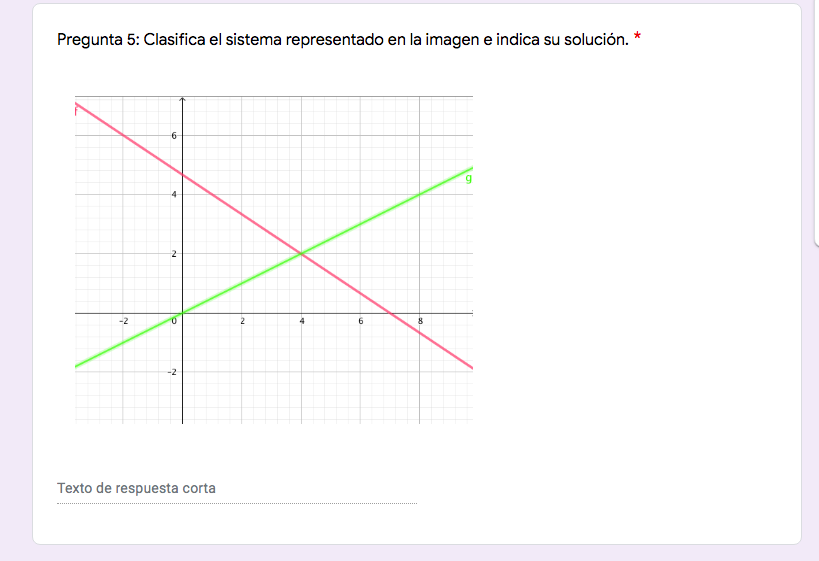 Pregunta 5: Clasifica el sistema representado en la imagen e indica su solución. *
f
6
g
4
2
-2 0 2 4 6 8
-2
Texto de respuesta corta